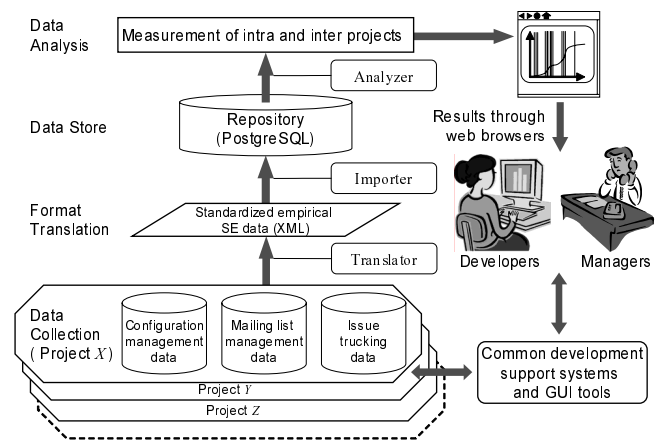 Data
Analysis
Measurement of intra and inter projects
Analyzer
Results through
web browsers
Data Store
Repository
(PostgreSQL)
Importer
Format
Translation
Standardized empirical
SE data (XML)
Translator
Developers
Managers
Data
Collection
( Project X)
Configuration
management
data
Mailing list
management
data
Issue
trucking
data
Project Y
Project Z
Common development
support systems
and GUI tools